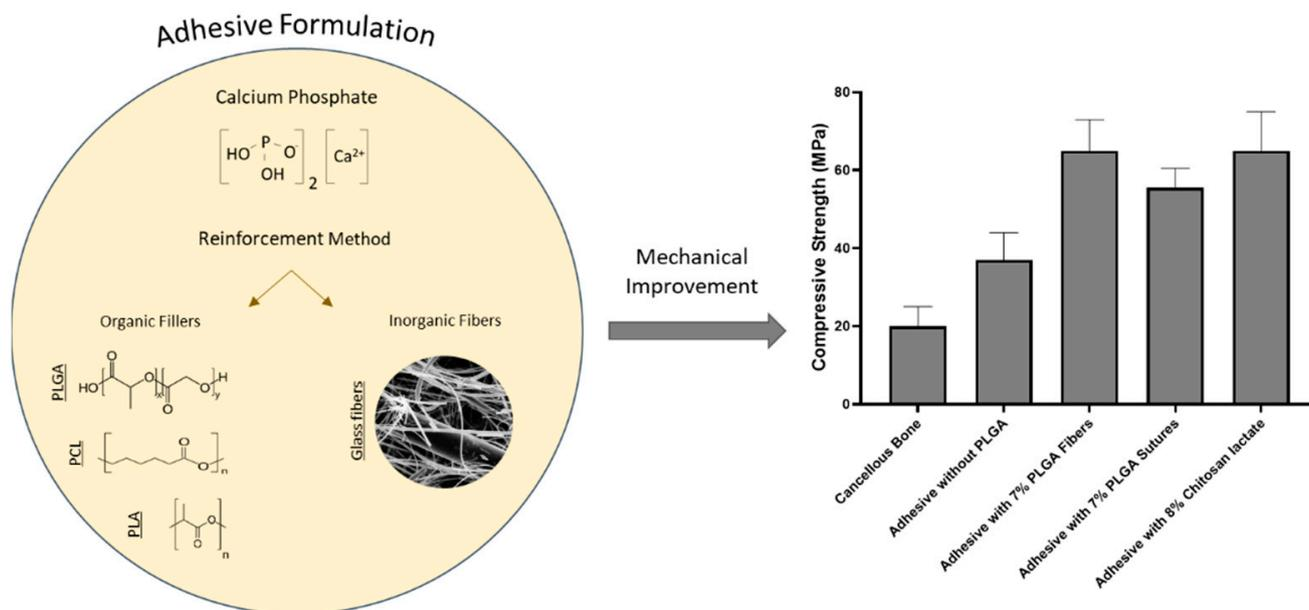 Adhesive Formulation
Calcium Phosphate
HO P O⁻ OH 2 Ca²⁺
Reinforcement Method
Organic Fillers
Inorganic Fibers
PLGA
HO O O x O O H y
PCL
O O n
PLA
O O n
Glass fibers
Mechanical
Improvement
Compressive Strength (MPa)
80
60
40
20
0
Cancellous Bone
Adhesive without PLGA
Adhesive with 7% PLGA Fibers
Adhesive with 7% PLGA Sutures
Adhesive with 8% Chitosan lactate